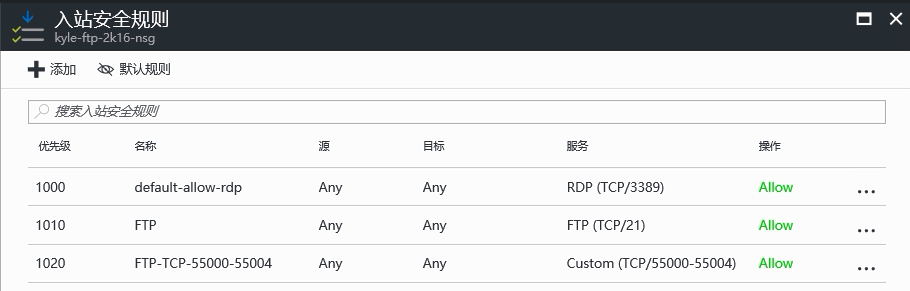 入站安全规则
kyle-ftp-2k16-nsg
添加 默认规则
搜索入站安全规则
优先级 名称 源 目标 服务 操作
1000 default-allow-rdp Any Any RDP (TCP/3389) Allow ...
1010 FTP Any Any FTP (TCP/21) Allow ...
1020 FTP-TCP-55000-55004 Any Any Custom (TCP/55000-55004) Allow ...